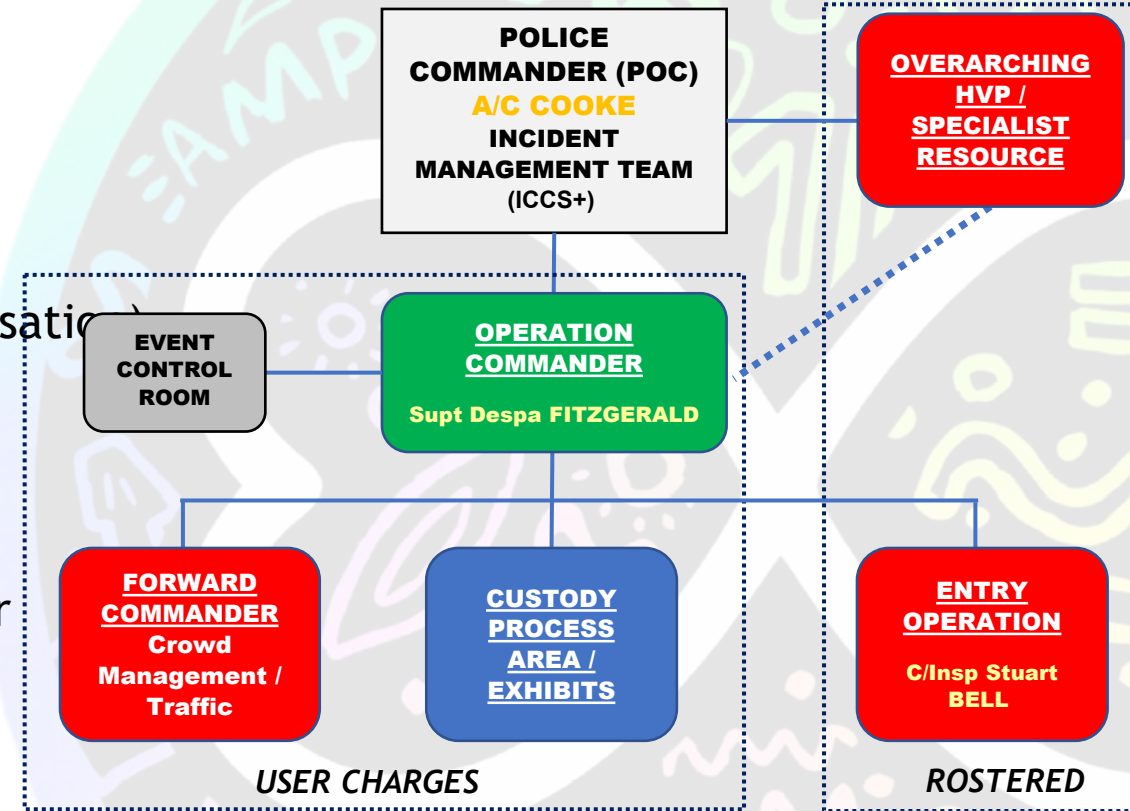 POLICE
COMMANDER (POC)
A/C COOKE
INCIDENT
MANAGEMENT TEAM
(ICCS+)
OVERARCHING
HVP /
SPECIALIST
RESOURCE
EVENT
CONTROL
ROOM
OPERATION
COMMANDER
Supt Despa FITZGERALD
FORWARD
COMMANDER
Crowd
Management /
Traffic
CUSTODY
PROCESS
AREA /
EXHIBITS
ENTRY
OPERATION
C/Insp Stuart
BELL
USER CHARGES
ROSTERED